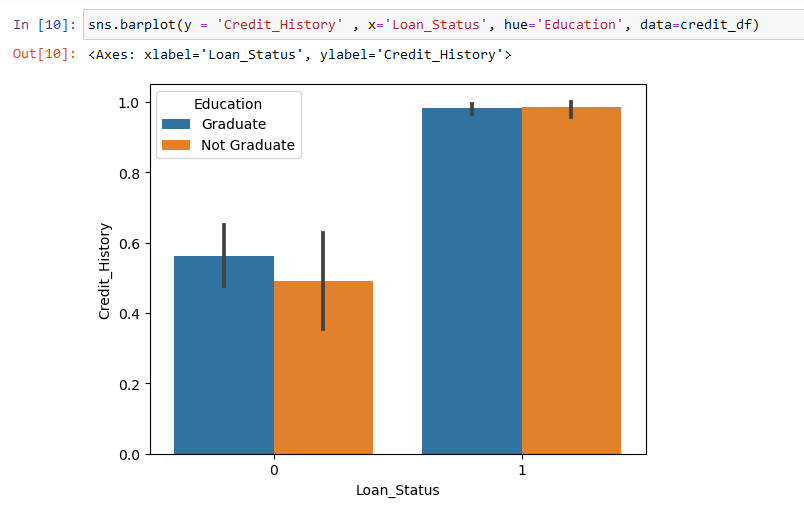 In [10]: sns.barplot(y = 'Credit_History' , x='Loan_Status', hue='Education', data=credit_df)
Out[10]: <Axes: xlabel='Loan_Status', ylabel='Credit_History'>
Education
Graduate
Not Graduate
1.0
0.8
0.6
0.4
0.2
0.0
Credit_History
0 1
Loan_Status